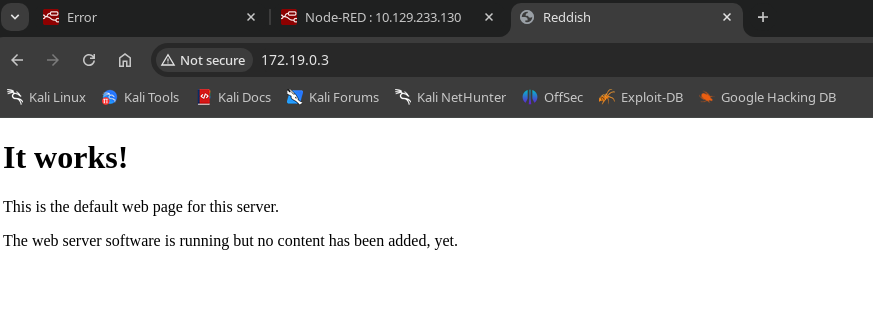 Error
Node-RED : 10.129.233.130
Reddish
Not secure
172.19.0.3
Kali Linux
Kali Tools
Kali Docs
Kali Forums
Kali NetHunter
OffSec
Exploit-DB
Google Hacking DB
It works!
This is the default web page for this server.
The web server software is running but no content has been added, yet.